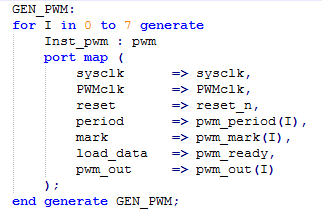 GEN_PWM:
for I in 0 to 7 generate
Inst_pwm : pwm
port map (
sysclk => sysclk,
PWMclk => PWMclk,
reset => reset_n,
period => pwm_period(I),
mark => pwm_mark(I),
load_data => pwm_ready,
pwm_out => pwm_out(I)
);
end generate GEN_PWM;